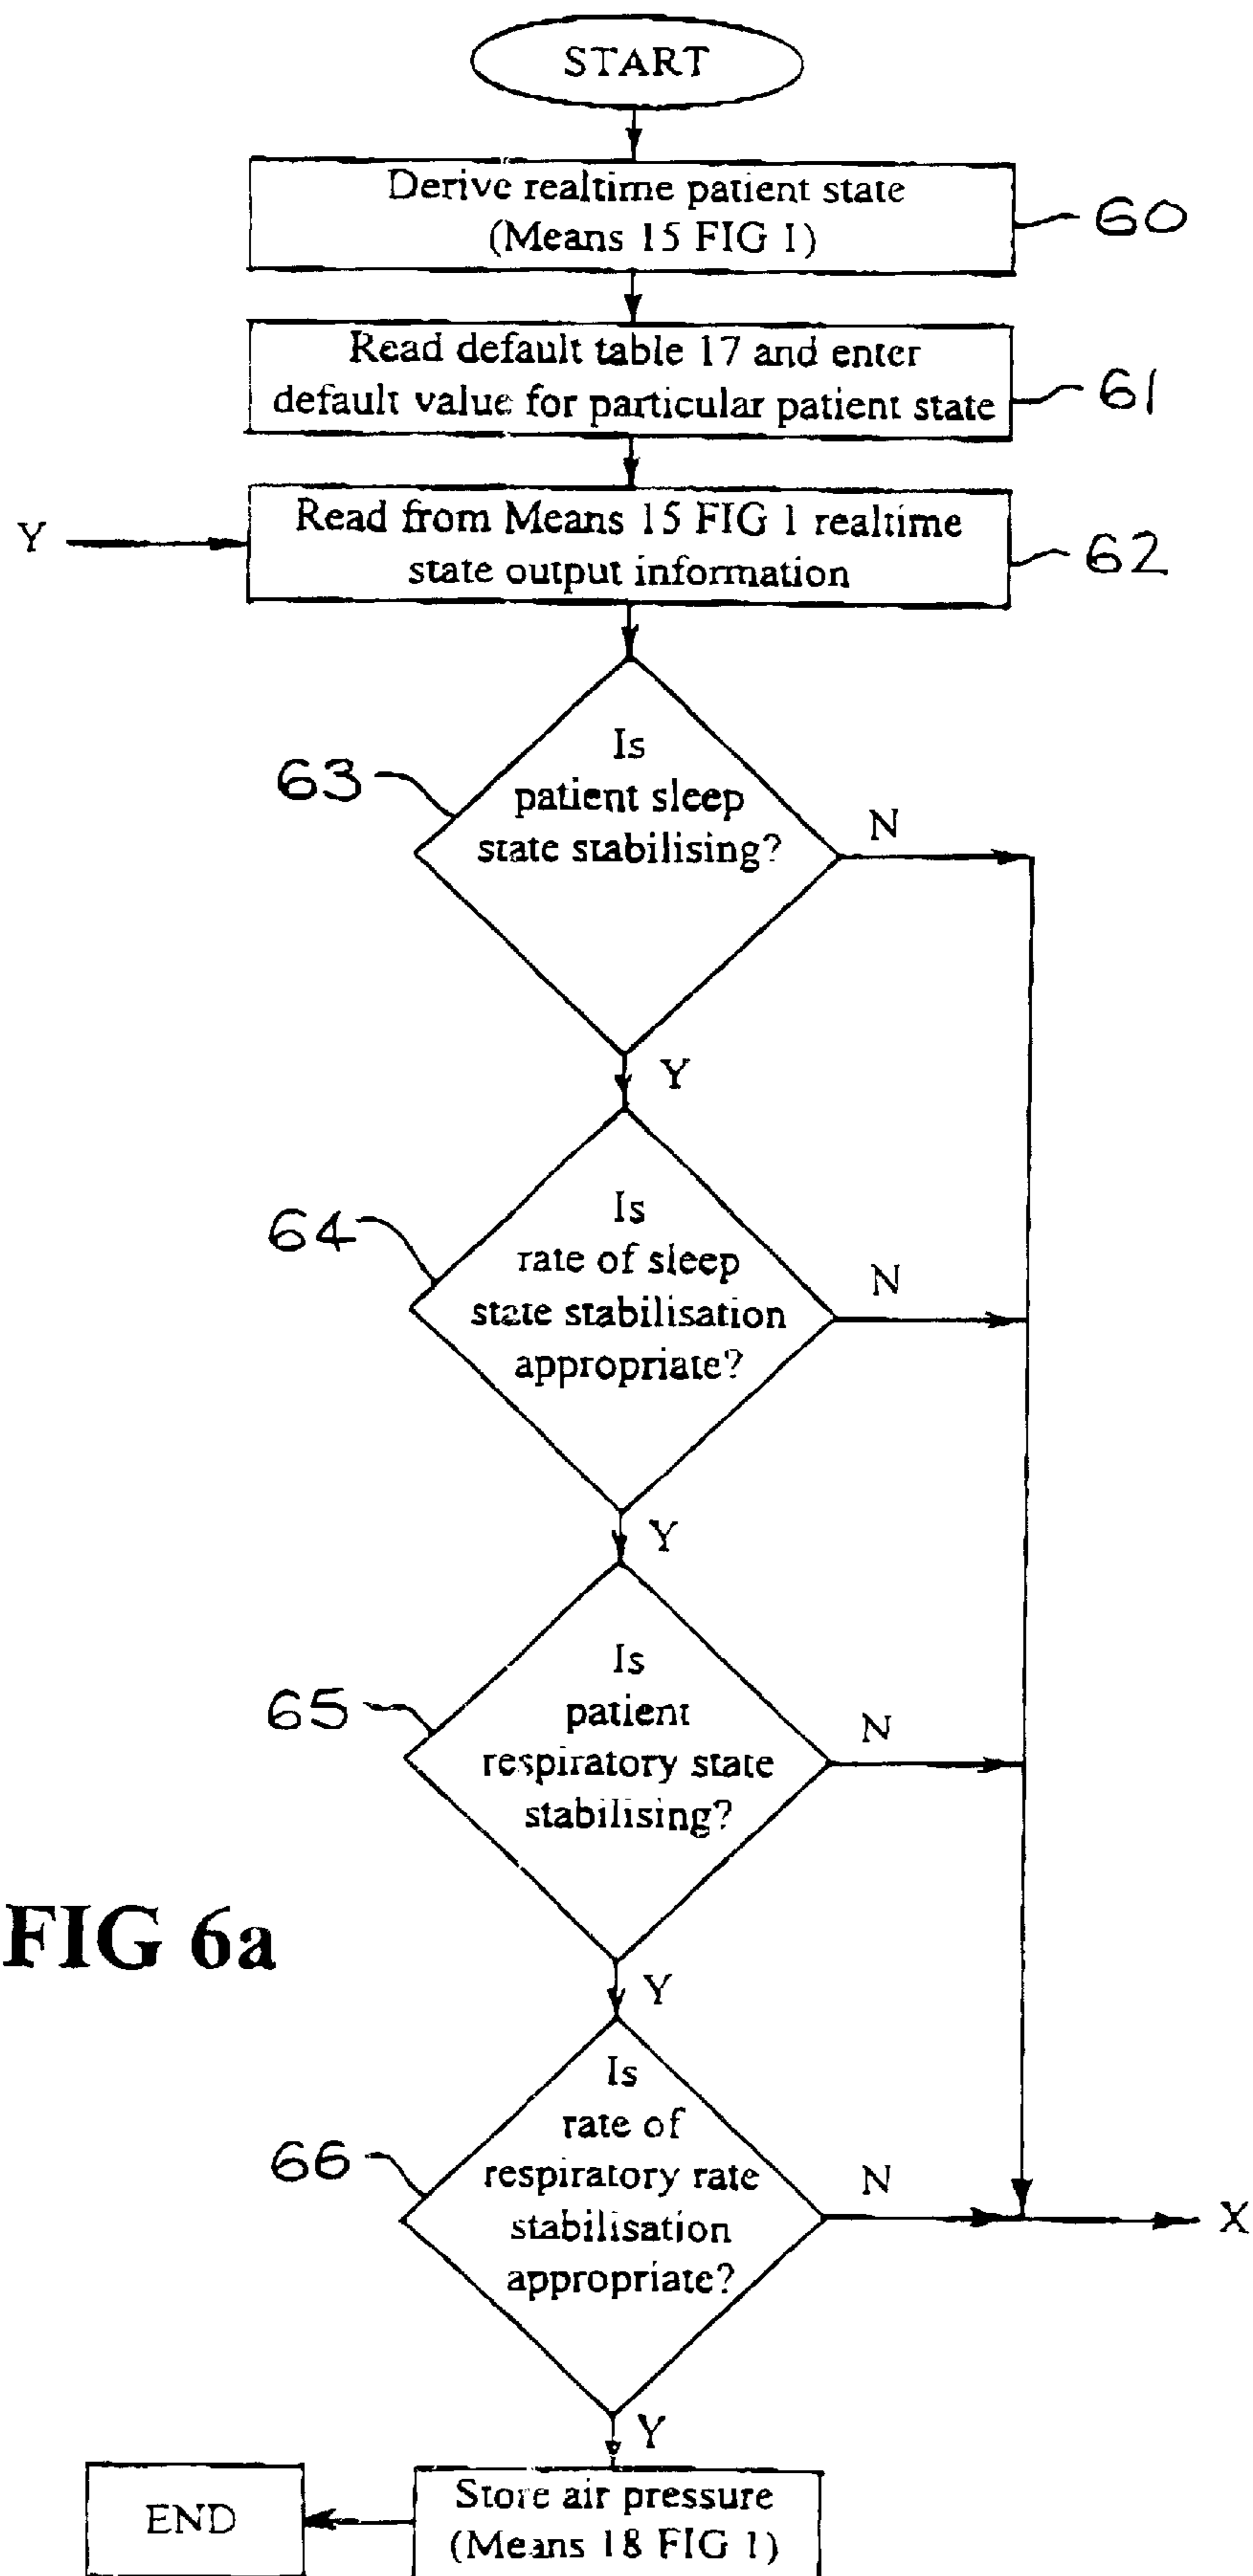 START
Derive realtime patient state
(Means 15 FIG 1)
60
Read default table 17 and enter
default value for particular patient state
61
Y
Read from Means 15 FIG 1 realtime
state output information
62
63
Is
patient sleep
state stabilising?
N
Y
64
Is
rate of sleep
state stabilisation
appropriate?
N
Y
65
Is
patient
respiratory state
stabilising?
N
FIG 6a
Y
66
Is
rate of
respiratory rate
stabilisation
appropriate?
N
X
Y
END
Store air pressure
(Means 18 FIG 1)